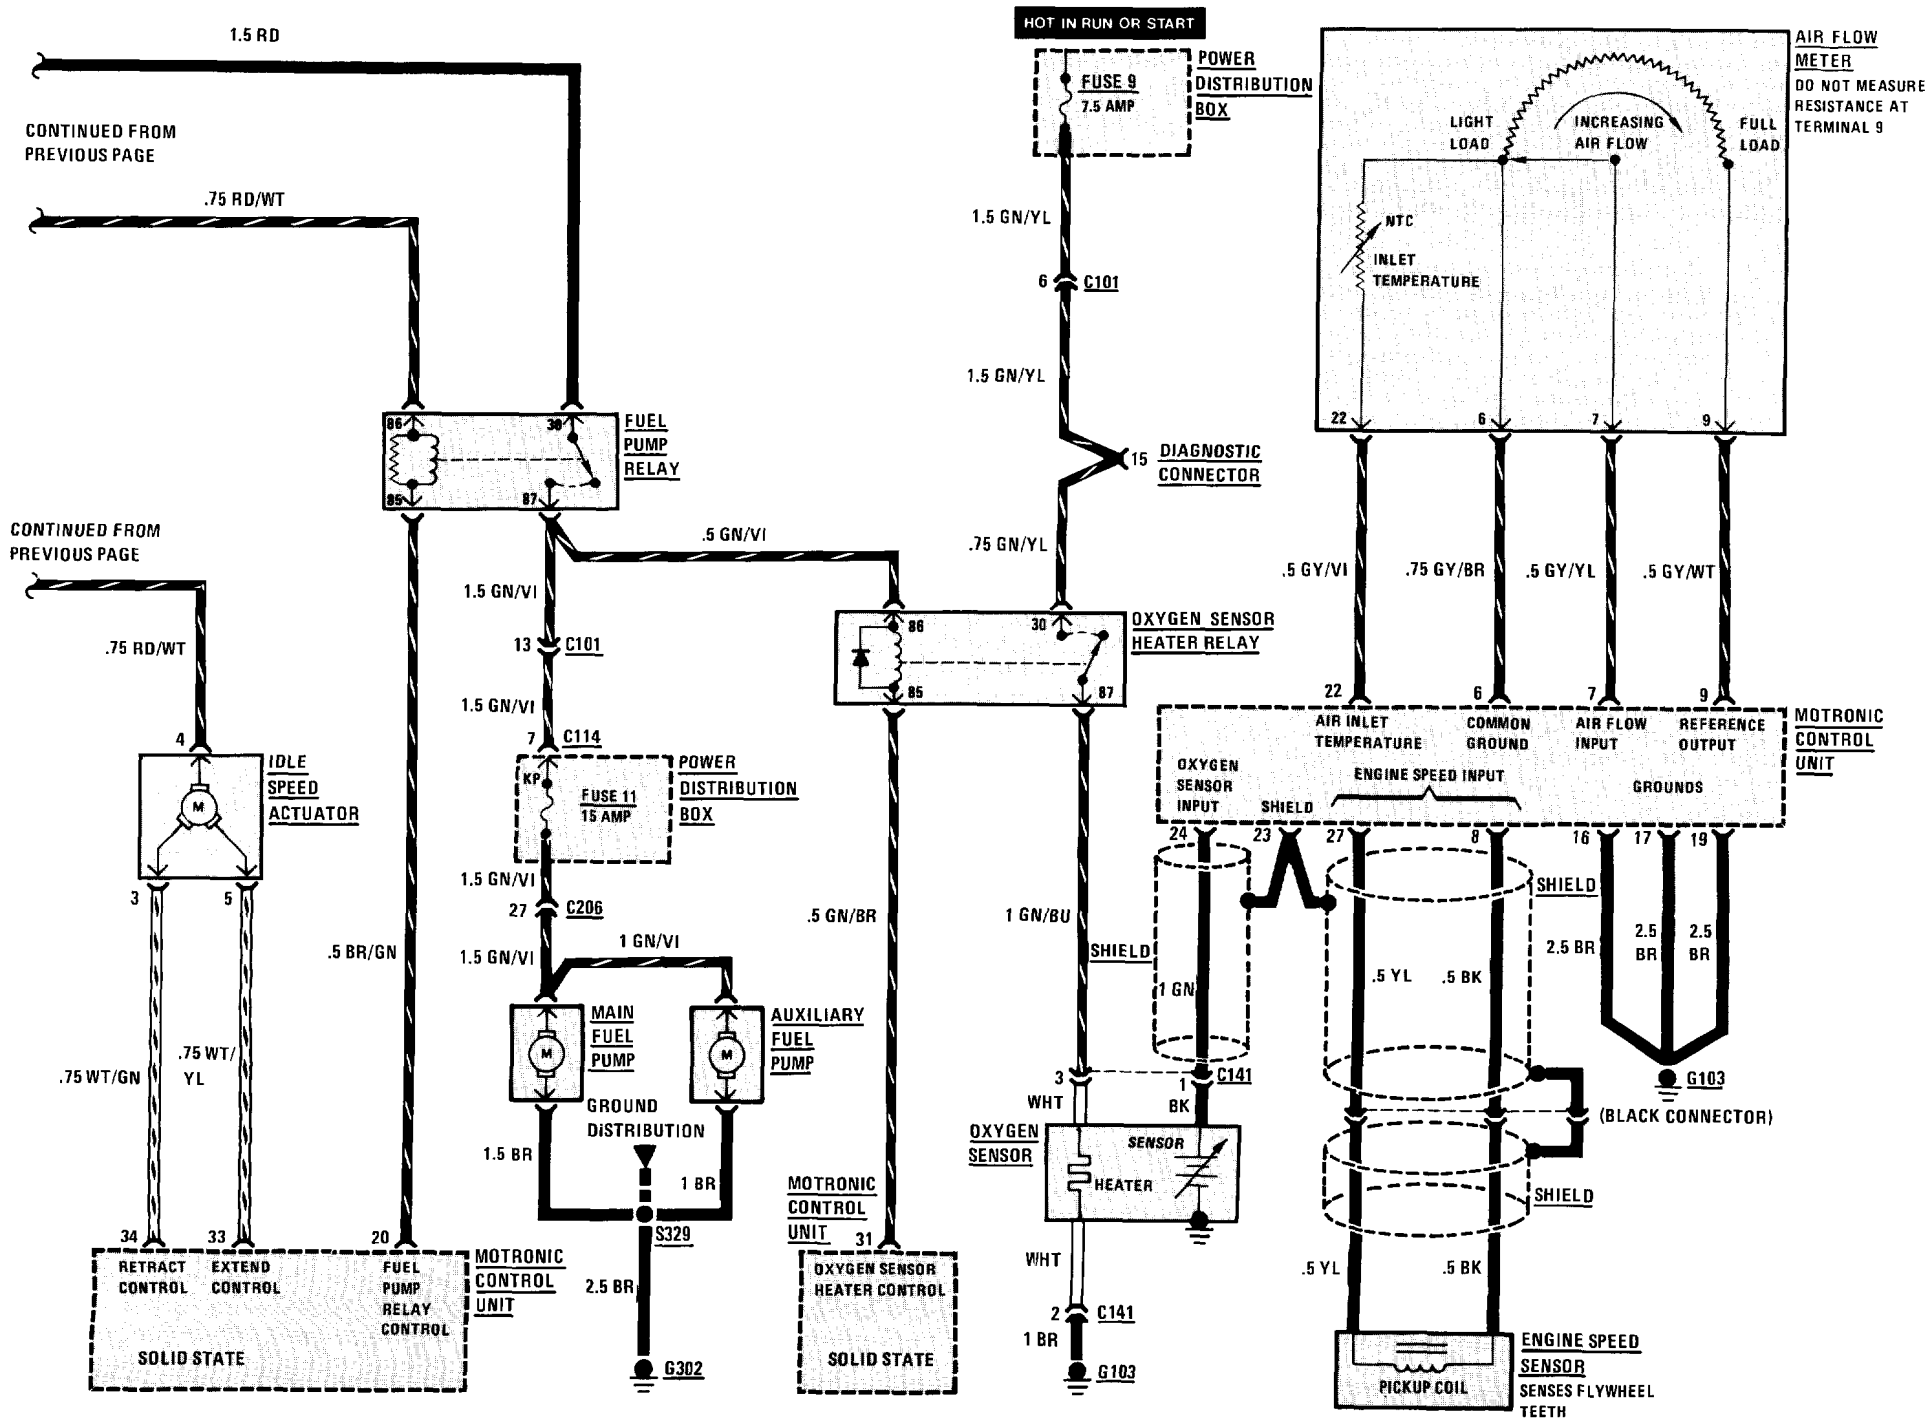 HOT IN RUN OR START
1.5 RD
FUSE 9
7.5 AMP
POWER
DISTRIBUTION
BOX
AIR FLOW
METER
DO NOT MEASURE
RESISTANCE AT
TERMINAL 9
LIGHT
LOAD
INCREASING
AIR FLOW
FULL
LOAD
CONTINUED FROM
PREVIOUS PAGE
.75 RD/WT
1.5 GN/YL
NTC
INLET
TEMPERATURE
6 C101
1.5 GN/YL
86
30
FUEL
PUMP
RELAY
85
87
22
6
7
9
15 DIAGNOSTIC
CONNECTOR
CONTINUED FROM
PREVIOUS PAGE
.5 GN/VI
.75 GN/YL
.5 GY/VI
.75 GY/BR
.5 GY/YL
.5 GY/WT
1.5 GN/VI
.75 RD/WT
13 C101
86
30
85
87
OXYGEN SENSOR
HEATER RELAY
1.5 GN/VI
22
6
7
9
AIR INLET
TEMPERATURE
COMMON
GROUND
AIR FLOW
INPUT
REFERENCE
OUTPUT
MOTRONIC
CONTROL
UNIT
OXYGEN
SENSOR
INPUT
SHIELD
ENGINE SPEED INPUT
GROUNDS
4
IDLE
SPEED
ACTUATOR
M
7 C114
KP
FUSE 11
15 AMP
POWER
DISTRIBUTION
BOX
24
23
27
8
16
17
19
3
5
1.5 GN/VI
27 C206
1.5 GN/VI
1 GN/VI
.5 BR/GN
.5 GN/BR
1 GN/BU
SHIELD
1 GN
SHIELD
.5 YL
.5 BK
2.5 BR
2.5
BR
2.5
BR
M
MAIN
FUEL
PUMP
M
AUXILIARY
FUEL
PUMP
.75 WT/GN
.75 WT/
YL
GROUND
DISTRIBUTION
3
1
C141
G103
WHT
BK
(BLACK CONNECTOR)
1.5 BR
1 BR
OXYGEN
SENSOR
SENSOR
HEATER
SHIELD
S329
MOTRONIC
CONTROL
UNIT
34
33
20
31
RETRACT
CONTROL
EXTEND
CONTROL
FUEL
PUMP
RELAY
CONTROL
SOLID STATE
MOTRONIC
CONTROL
UNIT
2.5 BR
G302
OXYGEN SENSOR
HEATER CONTROL
SOLID STATE
WHT
2 C141
1 BR
G103
.5 YL
.5 BK
PICKUP COIL
ENGINE SPEED
SENSOR
SENSES FLYWHEEL
TEETH